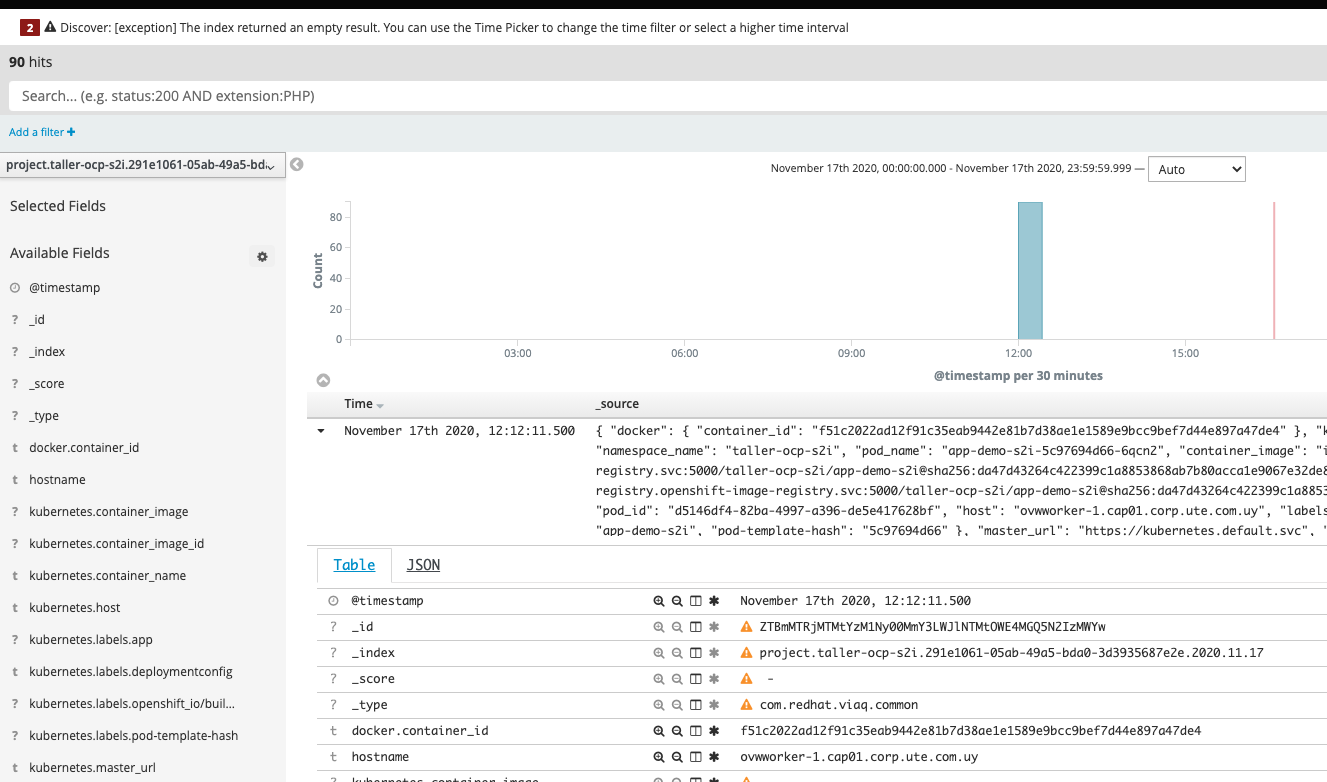 2 Discover: [exception] The index returned an empty result. You can use the Time Picker to change the time filter or select a higher time interval
90 hits
Search... (e.g. status:200 AND extension:PHP)
Add a filter +
project.taller-ocp-s2i.291e1061-05ab-49a5-bd
November 17th 2020, 00:00:00.000 - November 17th 2020, 23:59:59.999 — Auto
Selected Fields
Available Fields
@timestamp
? _id
? _index
? _score
? _type
t docker.container_id
t hostname
? kubernetes.container_image
? kubernetes.container_image_id
t kubernetes.container_name
t kubernetes.host
? kubernetes.labels.app
t kubernetes.labels.deploymentconfig
? kubernetes.labels.openshift_io/buil...
? kubernetes.labels.pod-template-hash
t kubernetes.master_url
Count
80
60
40
20
0
03:00 06:00 09:00 12:00 15:00
@timestamp per 30 minutes
Time _source
November 17th 2020, 12:12:11.500
{ "docker": { "container_id": "f51c2022ad12f91c35eab9442e81b7d38ae1e1589e9bcc9bef7d44e897a47de4" }, "k
"namespace_name": "taller-ocp-s2i", "pod_name": "app-demo-s2i-5c97694d66-6qcn2", "container_image": "i
registry.svc:5000/taller-ocp-s2i/app-demo-s2i@sha256:da47d43264c422399c1a8853868ab7b80acca1e9067e32de8
registry.openshift-image-registry.svc:5000/taller-ocp-s2i/app-demo-s2i@sha256:da47d43264c422399c1a8853
"pod_id": "d5146df4-82ba-4997-a396-de5e417628bf", "host": "ovwworker-1.cap01.corp.ute.com.uy", "labels
"app-demo-s2i", "pod-template-hash": "5c97694d66" }, "master_url": "https://kubernetes.default.svc", "
Table JSON
@timestamp November 17th 2020, 12:12:11.500
? _id ZTBmMTRjMTMtYzM1Ny00MmY3LWJlNTMtOWE4MGQ5N2IzMWYw
? _index project.taller-ocp-s2i.291e1061-05ab-49a5-bda0-3d3935687e2e.2020.11.17
? _score -
? _type com.redhat.viaq.common
t docker.container_id f51c2022ad12f91c35eab9442e81b7d38ae1e1589e9bcc9bef7d44e897a47de4
t hostname ovwworker-1.cap01.corp.ute.com.uy
? kubernetes.container_image